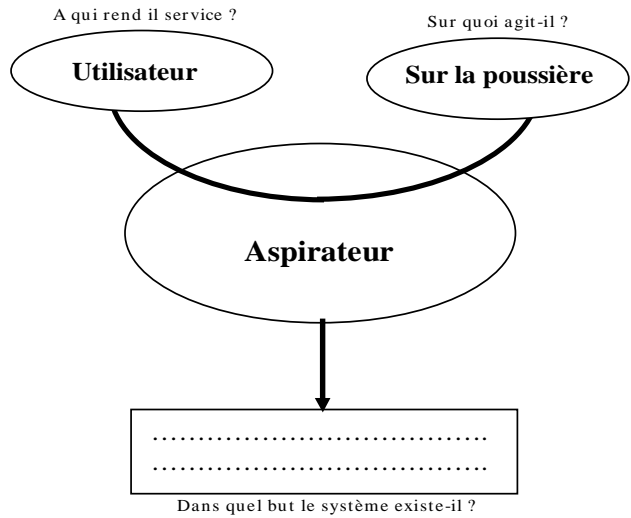 A qui rend il service ?
Sur quoi agit-il ?
Utilisateur
Sur la poussière
Aspirateur
……………………………….
……………………………….
Dans quel but le système existe-il ?